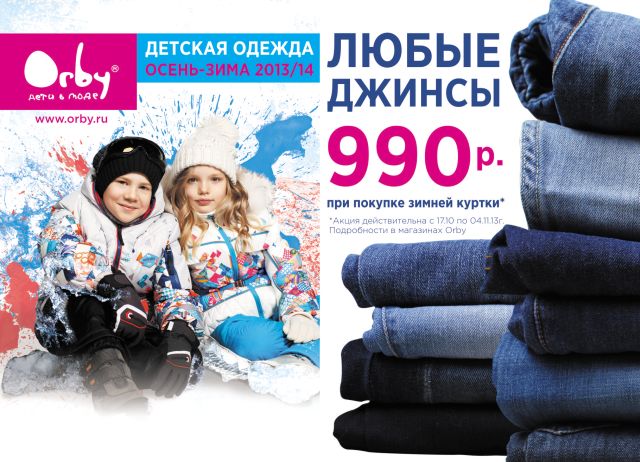 Orby®
дети в моде
www.orby.ru
ДЕТСКАЯ ОДЕЖДА
ОСЕНЬ-ЗИМА 2013/14
ЛЮБЫЕ
ДЖИНСЫ
990р.
при покупке зимней куртки*
*Акция действительна с 17.10 по 04.11.13г.
Подробности в магазинах Orby